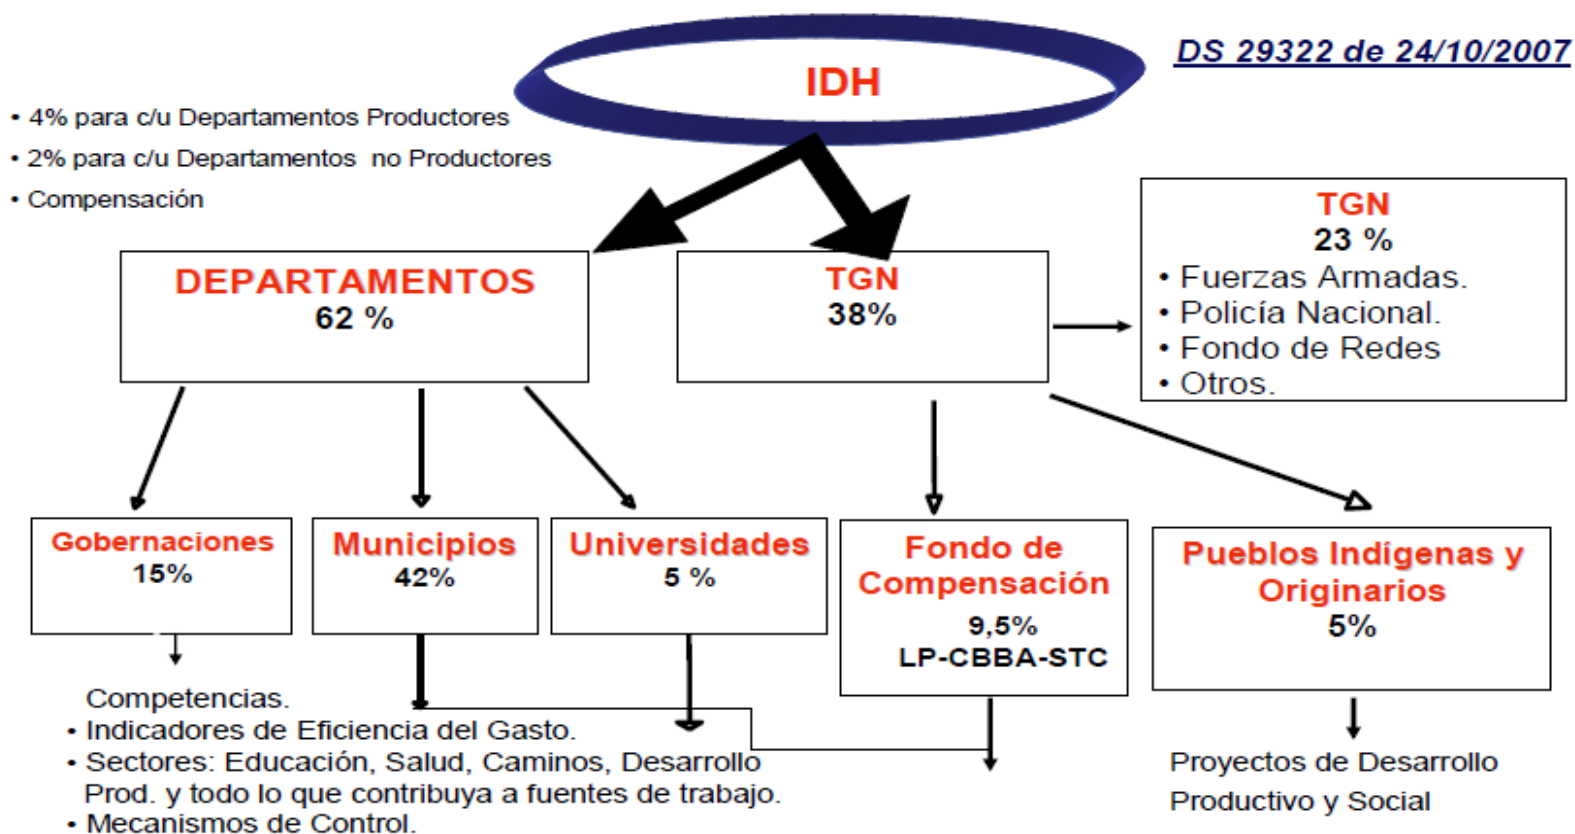 IDH
DS 29322 de 24/10/2007
• 4% para c/u Departamentos Productores
• 2% para c/u Departamentos no Productores
• Compensación
DEPARTAMENTOS
62 %
TGN
38%
TGN
23 %
• Fuerzas Armadas.
• Policía Nacional.
• Fondo de Redes
• Otros.
Gobernaciones
15%
Municipios
42%
Universidades
5 %
Fondo de
Compensación
9,5%
LP-CBBA-STC
Pueblos Indígenas y
Originarios
5%
Competencias.
• Indicadores de Eficiencia del Gasto.
• Sectores: Educación, Salud, Caminos, Desarrollo
Prod. y todo lo que contribuya a fuentes de trabajo.
• Mecanismos de Control.
Proyectos de Desarrollo
Productivo y Social